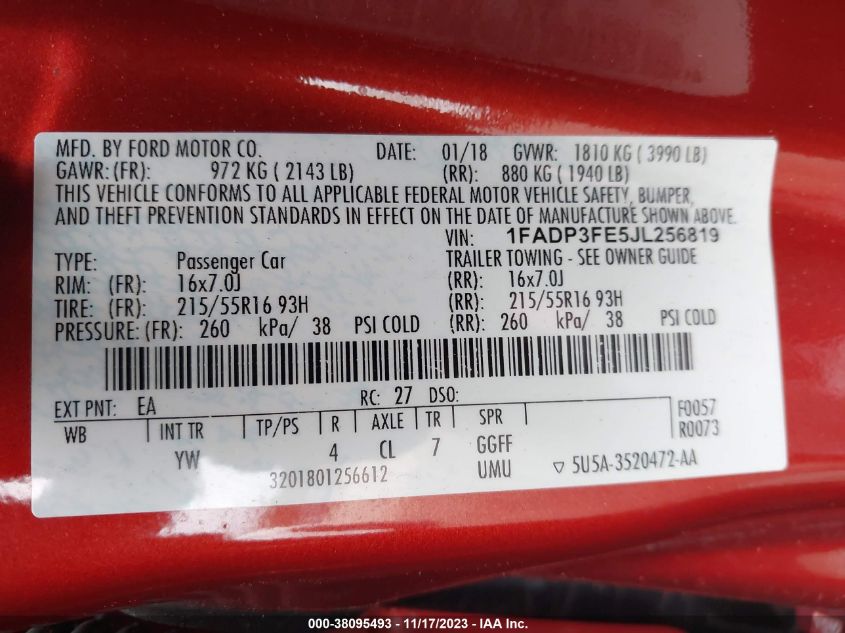 MFD. BY FORD MOTOR CO. DATE: 01/18 GVWR: 1810 KG ( 3990 LB)
GAWR: (FR): 972 KG ( 2143 LB) (RR): 880 KG ( 1940 LB)
THIS VEHICLE CONFORMS TO ALL APPLICABLE FEDERAL MOTOR VEHICLE SAFETY, BUMPER,
AND THEFT PREVENTION STANDARDS IN EFFECT ON THE DATE OF MANUFACTURE SHOWN ABOVE.
VIN: 1FADP3FE5JL256819
TYPE: Passenger Car TRAILER TOWING - SEE OWNER GUIDE
RIM: (FR): 16x7.0J (RR): 16x7.0J
TIRE: (FR): 215/55R16 93H (RR): 215/55R16 93H
PRESSURE: (FR): 260 kPa/ 38 PSI COLD (RR): 260 kPa/ 38 PSI COLD
EXT PNT: EA RC: 27 DSO: F0057
WB INT TR TP/PS R AXLE TR SPR R0073
YW 4 CL 7 GGFF
3201801256612 UMU ▽ 5U5A-3520472-AA
000-38095493 - 11/17/2023 - IAA Inc.